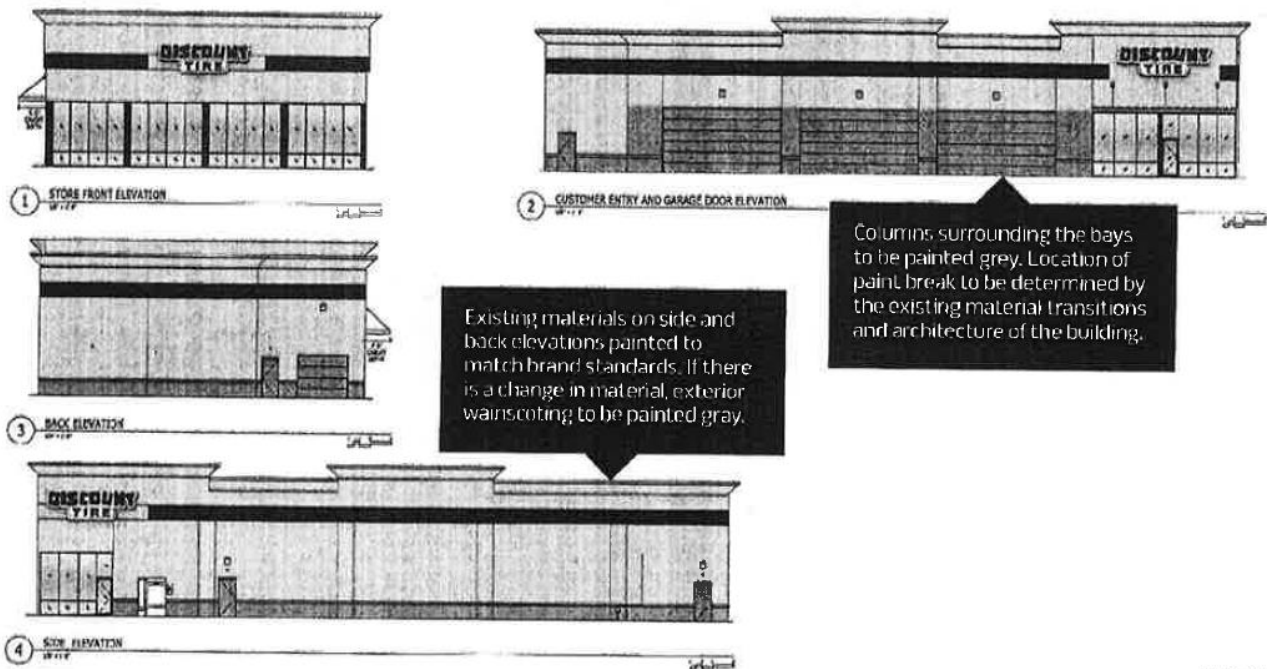 DISCOUNT
TIRE
1
STORE FRONT ELEVATION
DISCOUNT
TIRE
2
CUSTOMER ENTRY AND GARAGE DOOR ELEVATION
Columns surrounding the bays
to be painted grey. Location of
paint break to be determined by
the existing material transitions
and architecture of the building.
3
BACK ELEVATION
Existing materials on side and
back elevations painted to
match brand standards. If there
is a change in material, exterior
wainscoting to be painted gray.
DISCOUNT
TIRE
4
SIDE ELEVATION